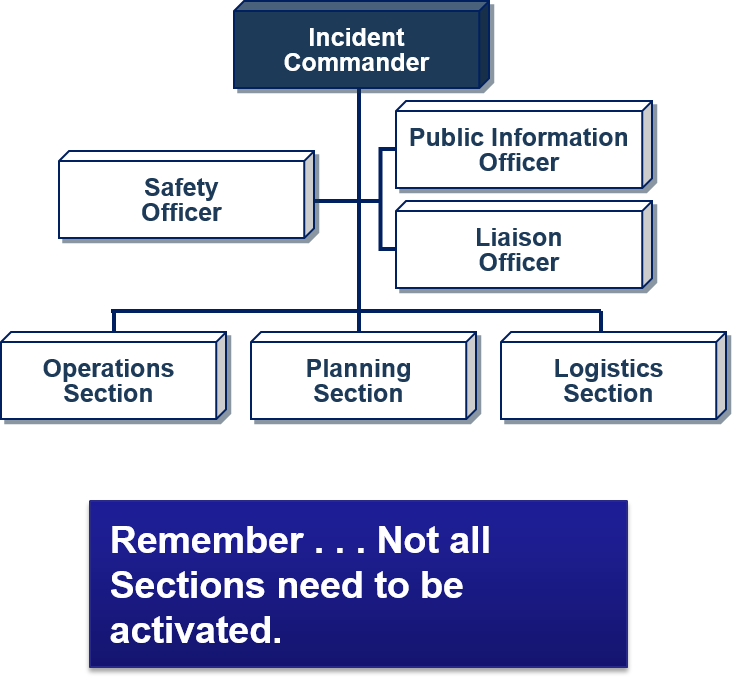 Incident
Commander
Public Information
Officer
Safety
Officer
Liaison
Officer
Operations
Section
Planning
Section
Logistics
Section
Remember . . . Not all
Sections need to be
activated.